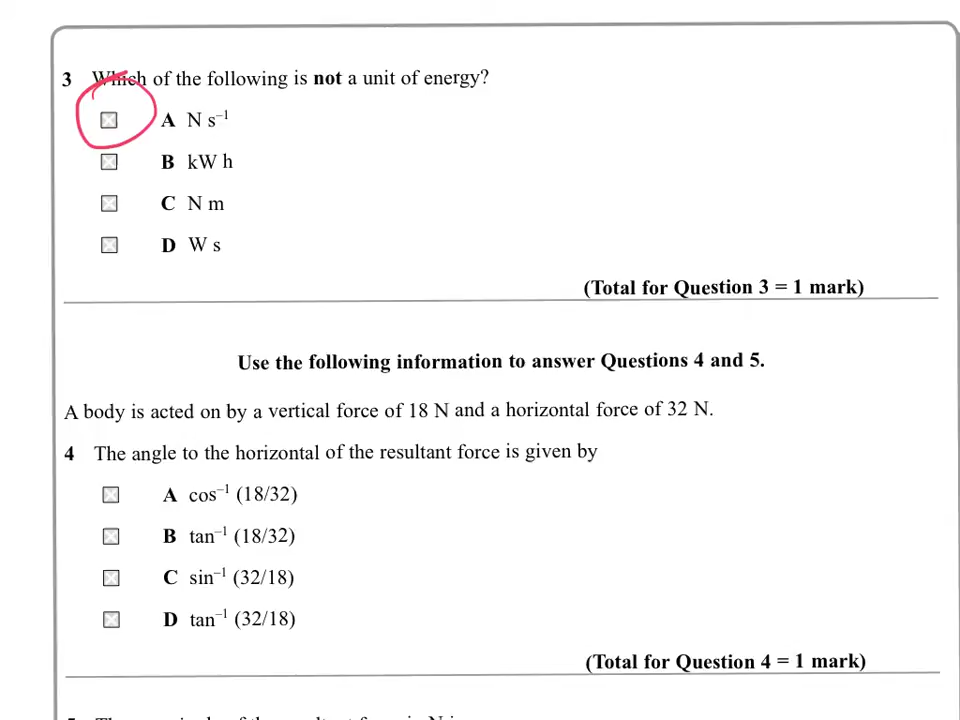 3 Which of the following is not a unit of energy?
A N s⁻¹
B kW h
C N m
D W s
(Total for Question 3 = 1 mark)
Use the following information to answer Questions 4 and 5.
A body is acted on by a vertical force of 18 N and a horizontal force of 32 N.
4 The angle to the horizontal of the resultant force is given by
A cos⁻¹ (18/32)
B tan⁻¹ (18/32)
C sin⁻¹ (32/18)
D tan⁻¹ (32/18)
(Total for Question 4 = 1 mark)